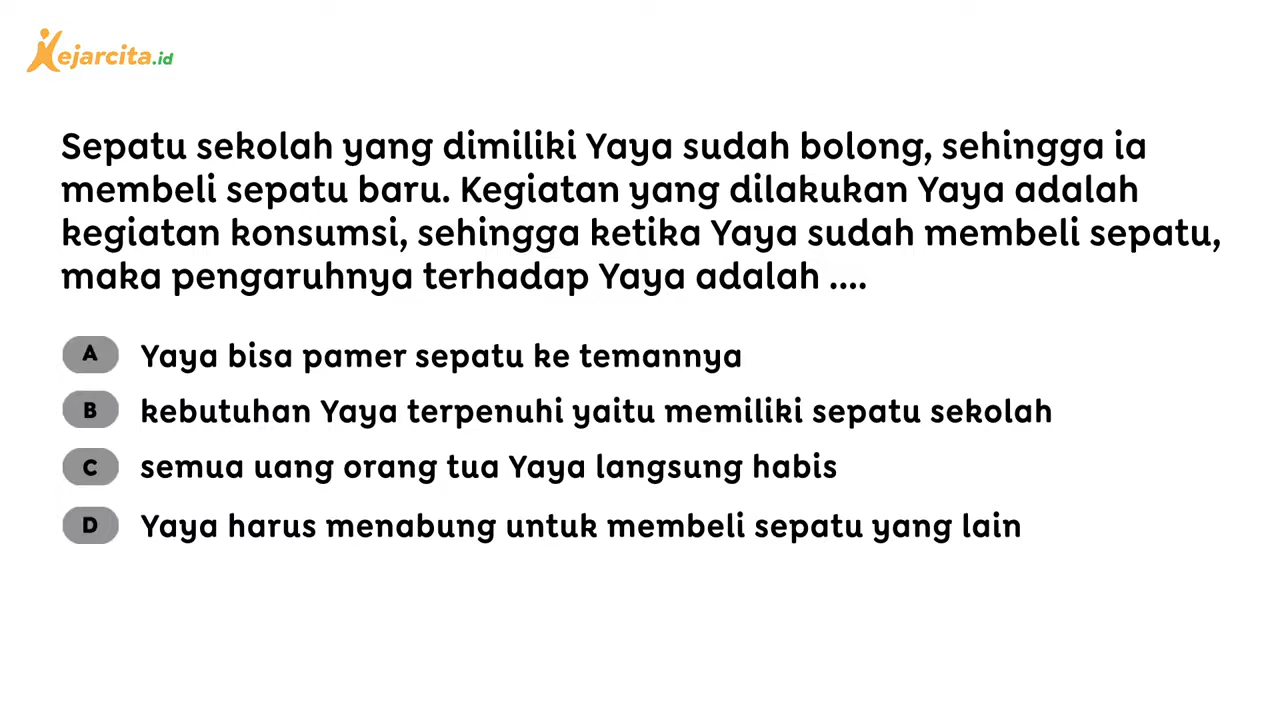 Kejarcita.id
Sepatu sekolah yang dimiliki Yaya sudah bolong, sehingga ia
membeli sepatu baru. Kegiatan yang dilakukan Yaya adalah
kegiatan konsumsi, sehingga ketika Yaya sudah membeli sepatu,
maka pengaruhnya terhadap Yaya adalah ....
A Yaya bisa pamer sepatu ke temannya
B kebutuhan Yaya terpenuhi yaitu memiliki sepatu sekolah
C semua uang orang tua Yaya langsung habis
D Yaya harus menabung untuk membeli sepatu yang lain